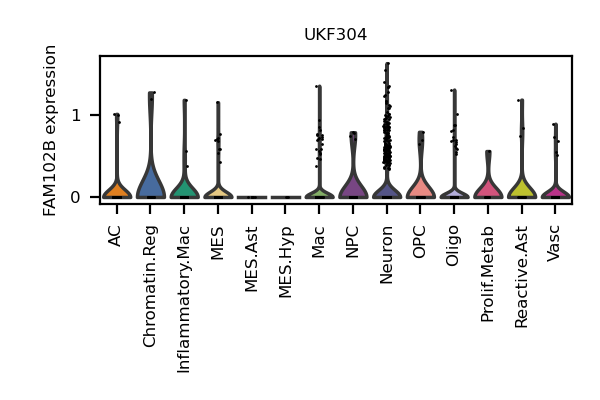 UKF304
FAM102B expression
1
0
AC
Chromatin.Reg
Inflammatory.Mac
MES
MES.Ast
MES.Hyp
Mac
NPC
Neuron
OPC
Oligo
Prolif.Metab
Reactive.Ast
Vasc